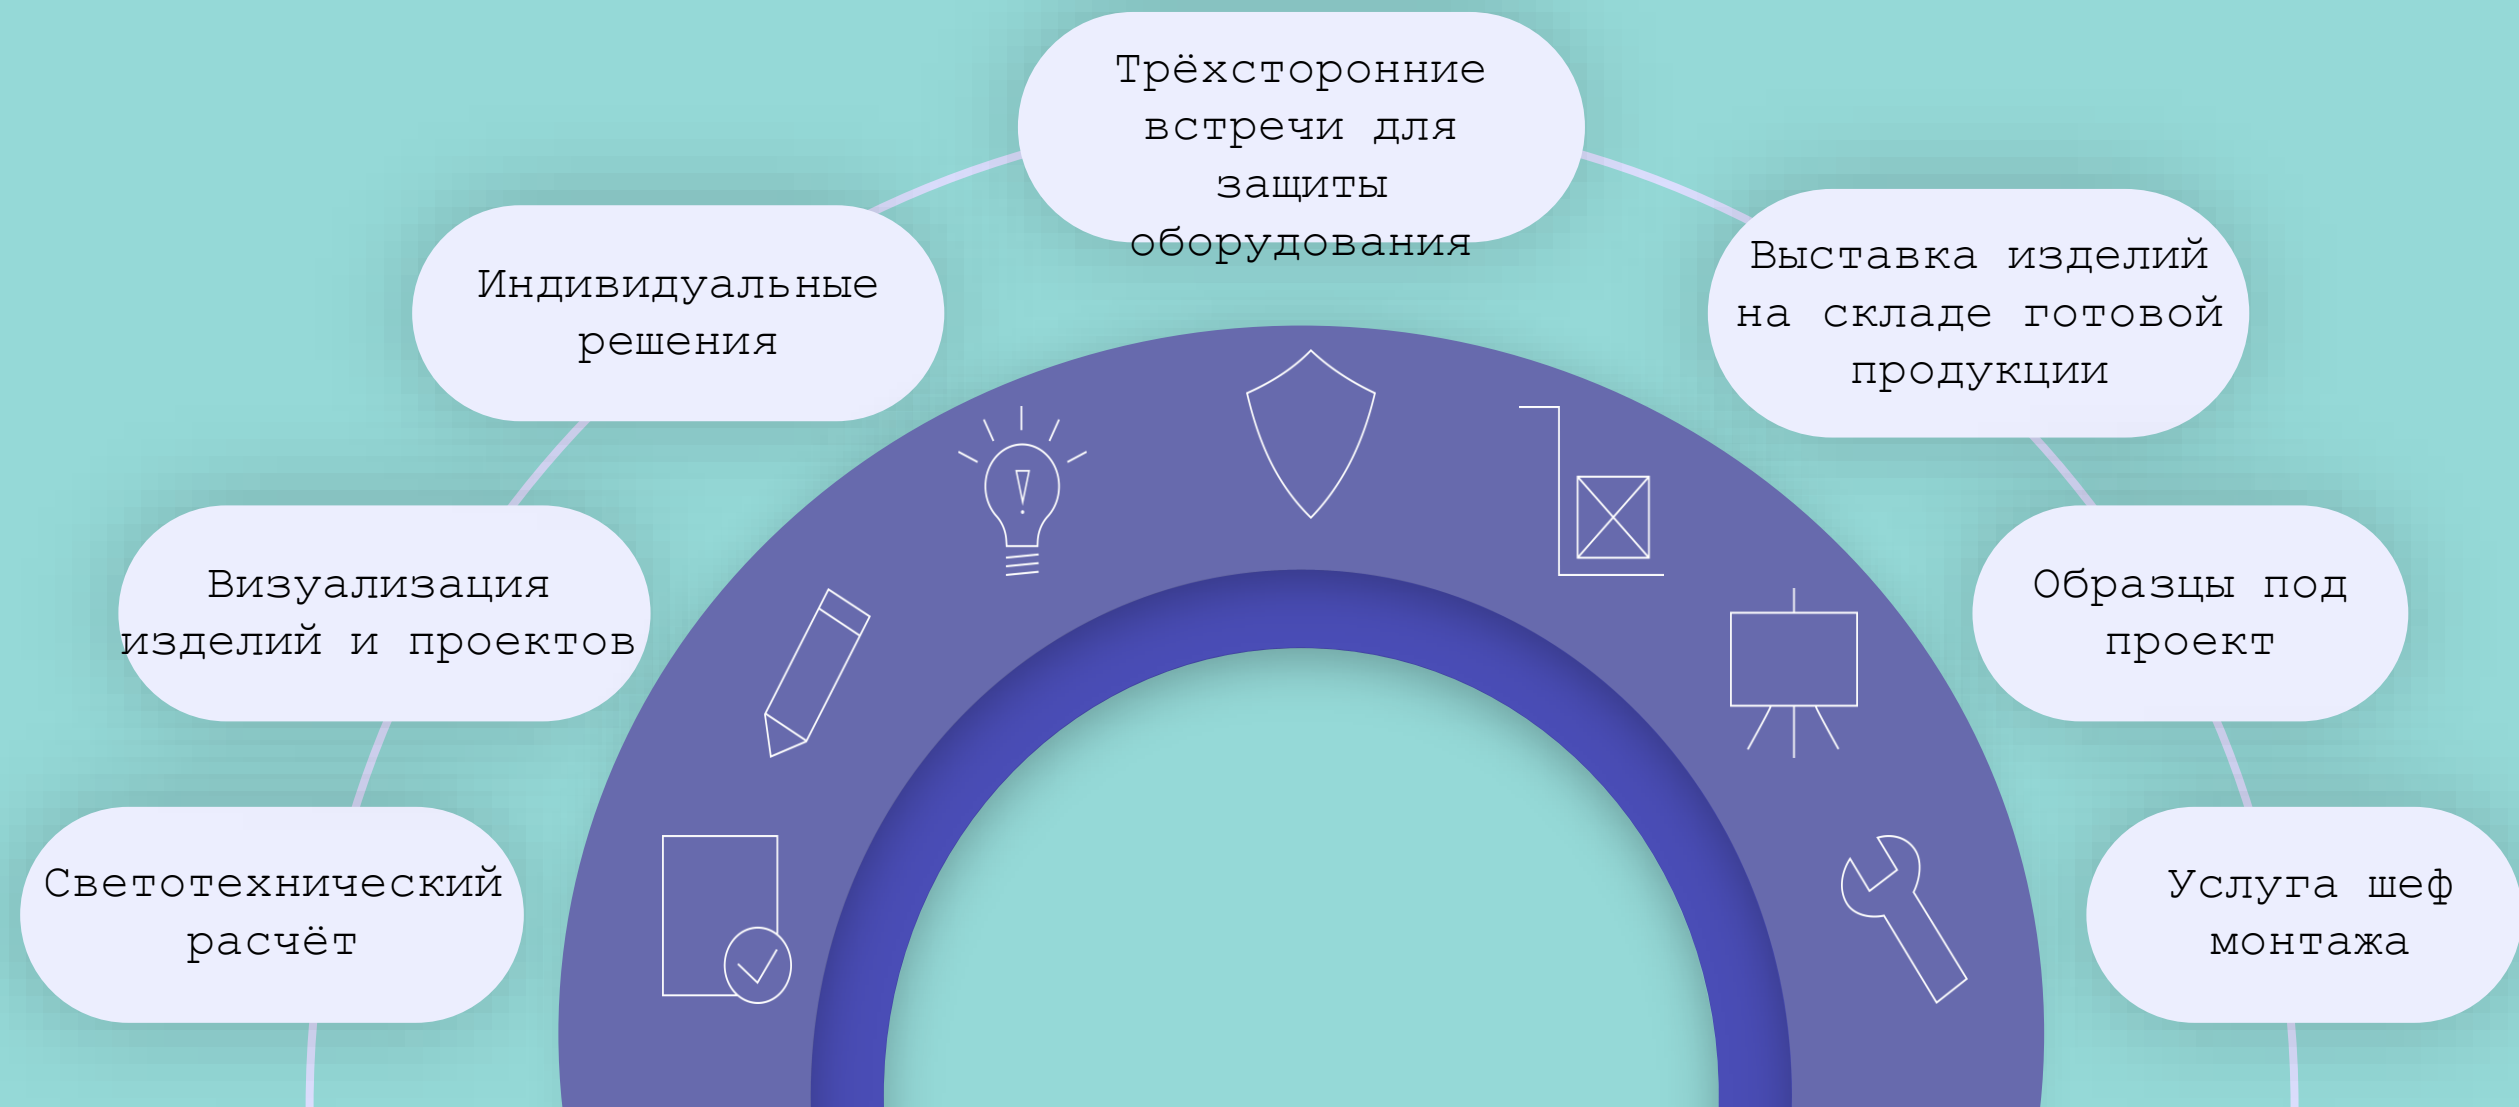 Трёхсторонние
встречи для
защиты
оборудования
Индивидуальные
решения
Выставка изделий
на складе готовой
продукции
Визуализация
изделий и проектов
Образцы под
проект
Светотехнический
расчёт
Услуга шеф
монтажа